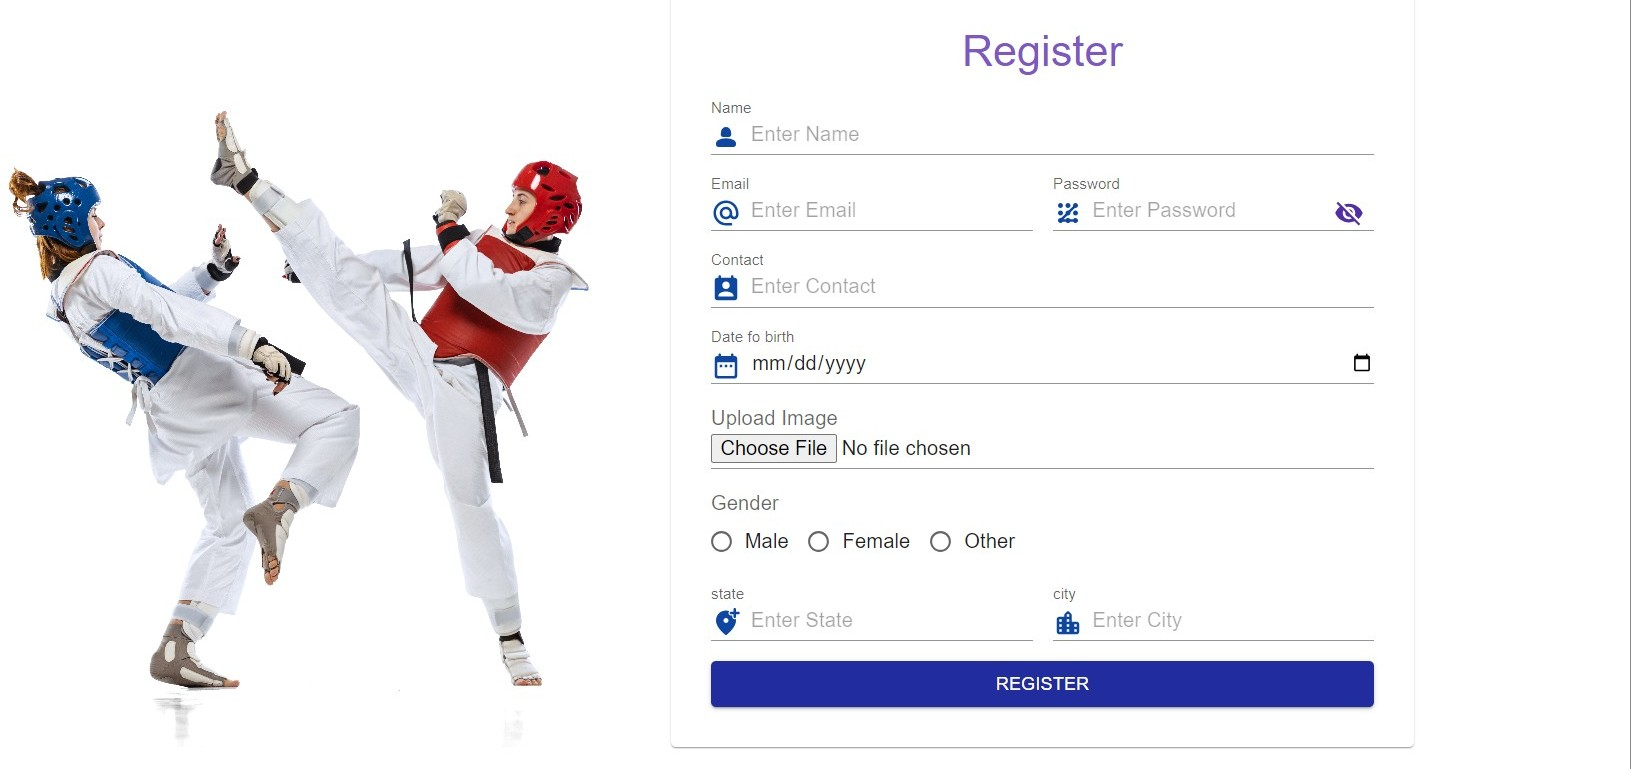 Register
Name
Enter Name
Email Password
Enter Email Enter Password
Contact
Enter Contact
Date fo birth
mm/dd/yyyy
Upload Image
Choose File No file chosen
Gender
Male Female Other
state city
Enter State Enter City
REGISTER